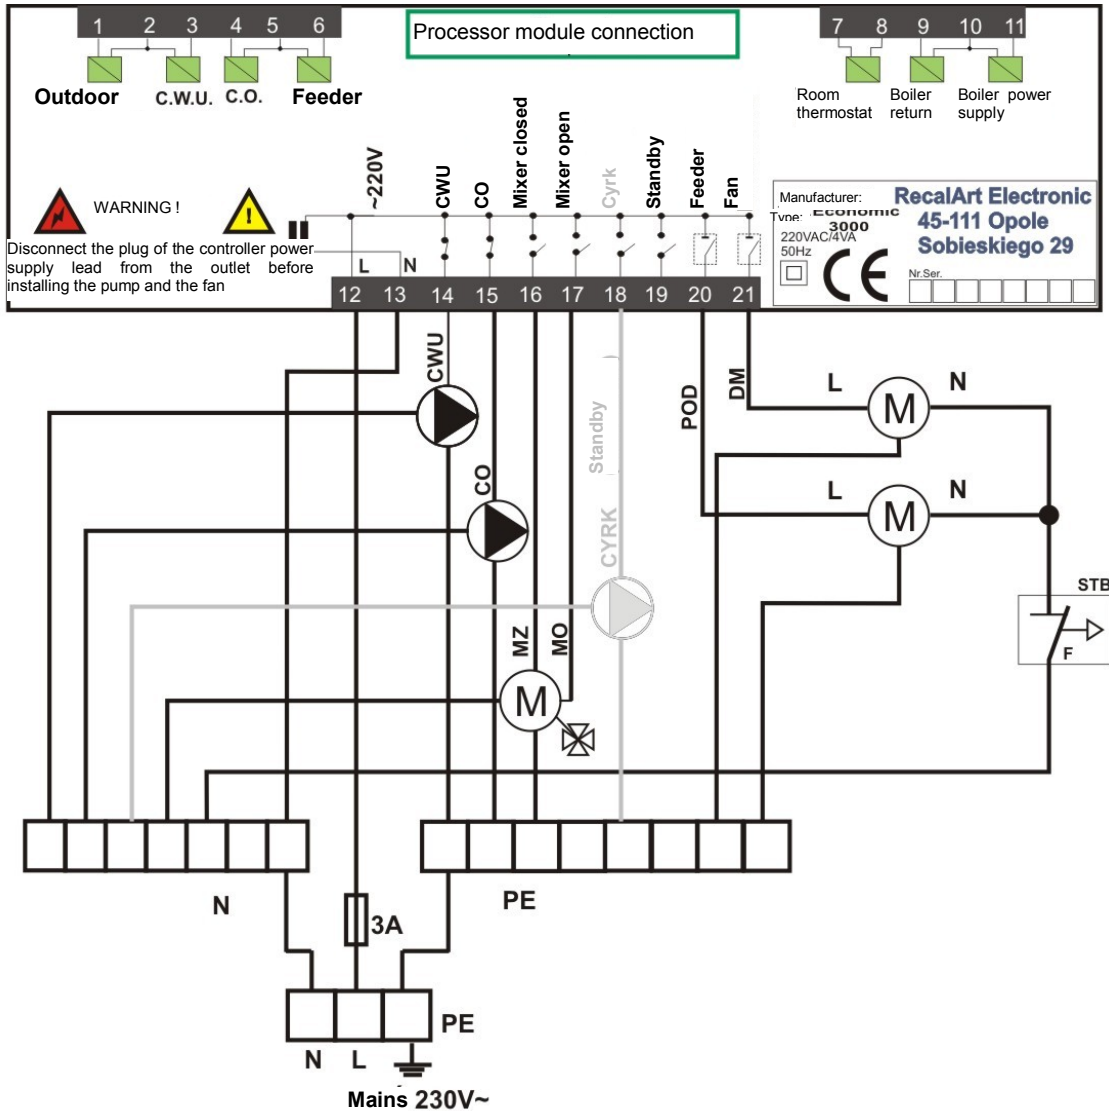 1 2 3 4 5 6
Processor module connection
7 8 9 10 11
Outdoor C.W.U. C.O. Feeder
Room thermostat
Boiler return
Boiler power supply
~220V
CWU
CO
Mixer closed
Mixer open
Cyrk
Standby
Feeder
Fan
WARNING !
Disconnect the plug of the controller power
supply lead from the outlet before
installing the pump and the fan
L N
Manufacturer:
Type: Economic
3000
220VAC/4VA
50Hz
RecalArt Electronic
45-111 Opole
Sobieskiego 29
CE
Nr.Ser.
12 13 14 15 16 17 18 19 20 21
CWU
CO
Standby
CYRK
POD
DM
L M N
L M N
STB
F
MZ
MO
M
N
PE
3A
PE
N L
Mains 230V~